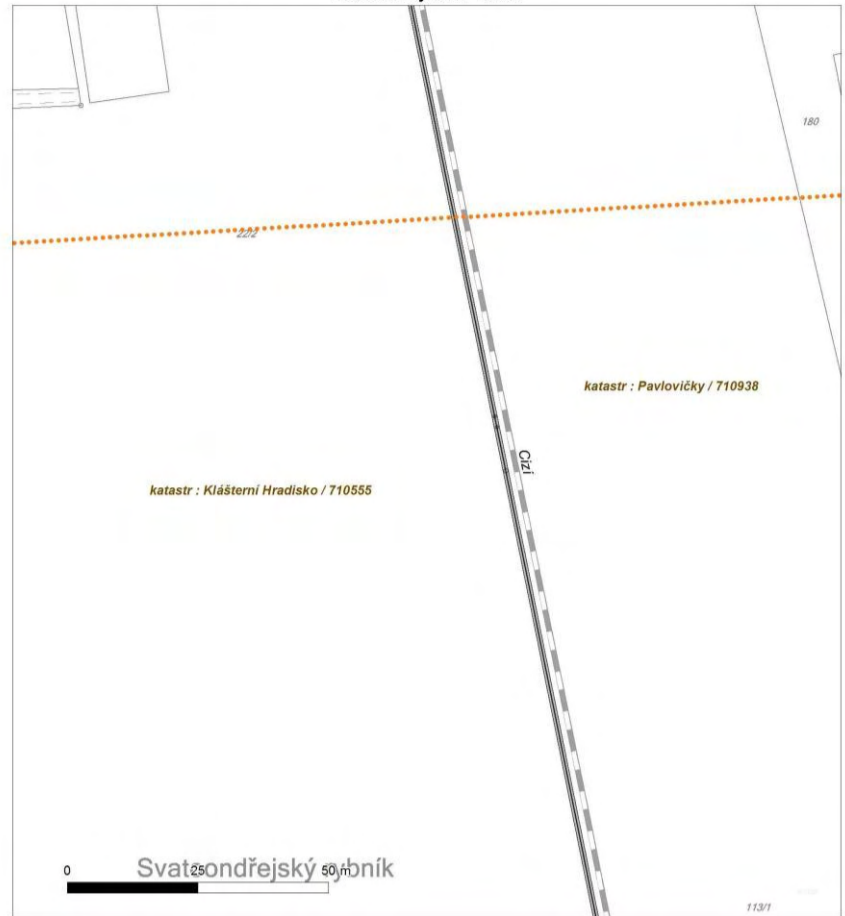 180
22/2
katastr : Pavlovičky / 710938
Cizí
katastr : Klášterní Hradisko / 710555
0 25 50 m
Svatoondřejský rybník
113/1